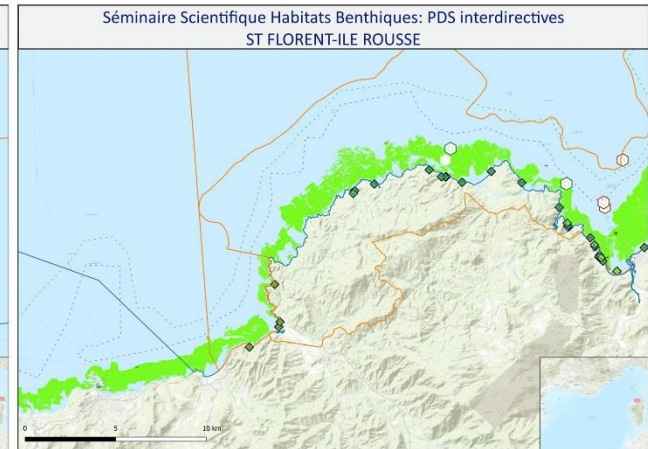 Séminaire Scientifique Habitats Benthiques: PDS interdirectives
ST FLORENT-ILE ROUSSE
0 5 10 km